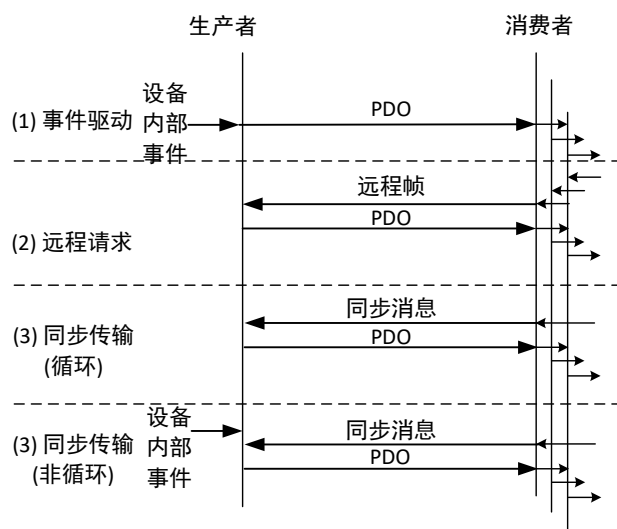 生产者
消费者
(1) 事件驱动
设备
内部
事件
PDO
远程帧
PDO
(2) 远程请求
同步消息
PDO
(3) 同步传输
(循环)
设备
内部
事件
同步消息
PDO
(3) 同步传输
(非循环)